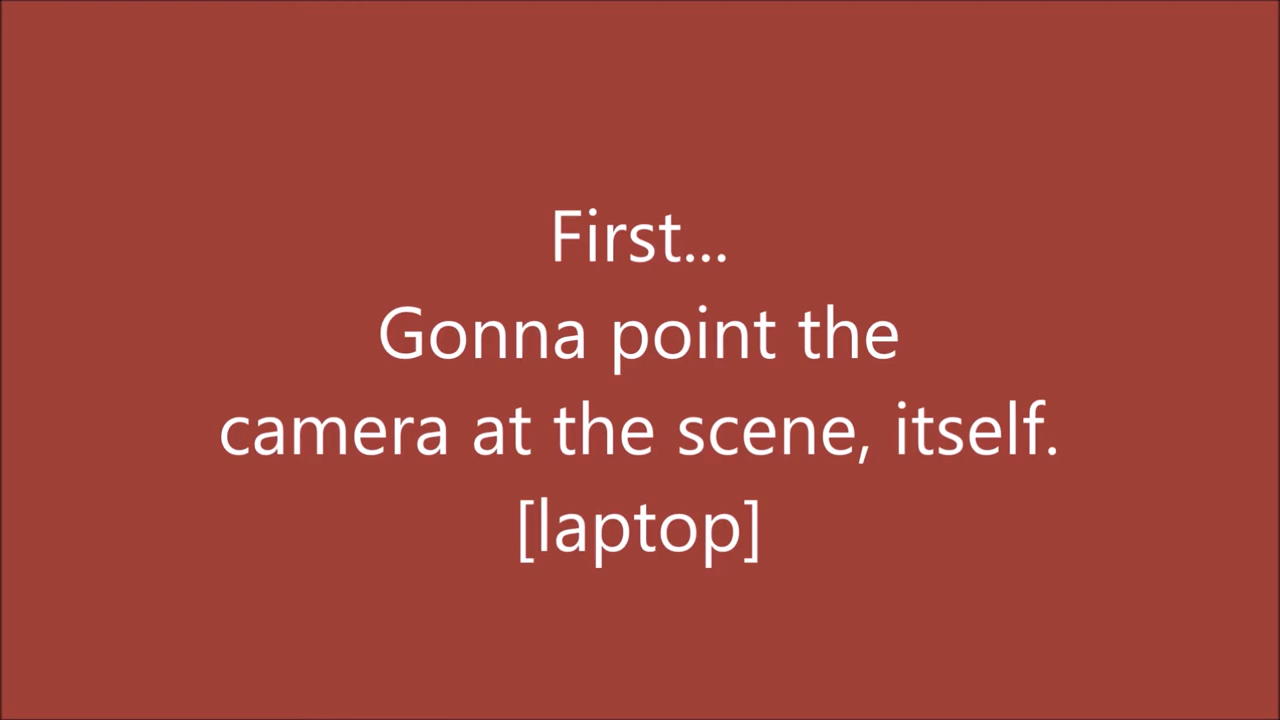 First...
Gonna point the
camera at the scene, itself.
[laptop]